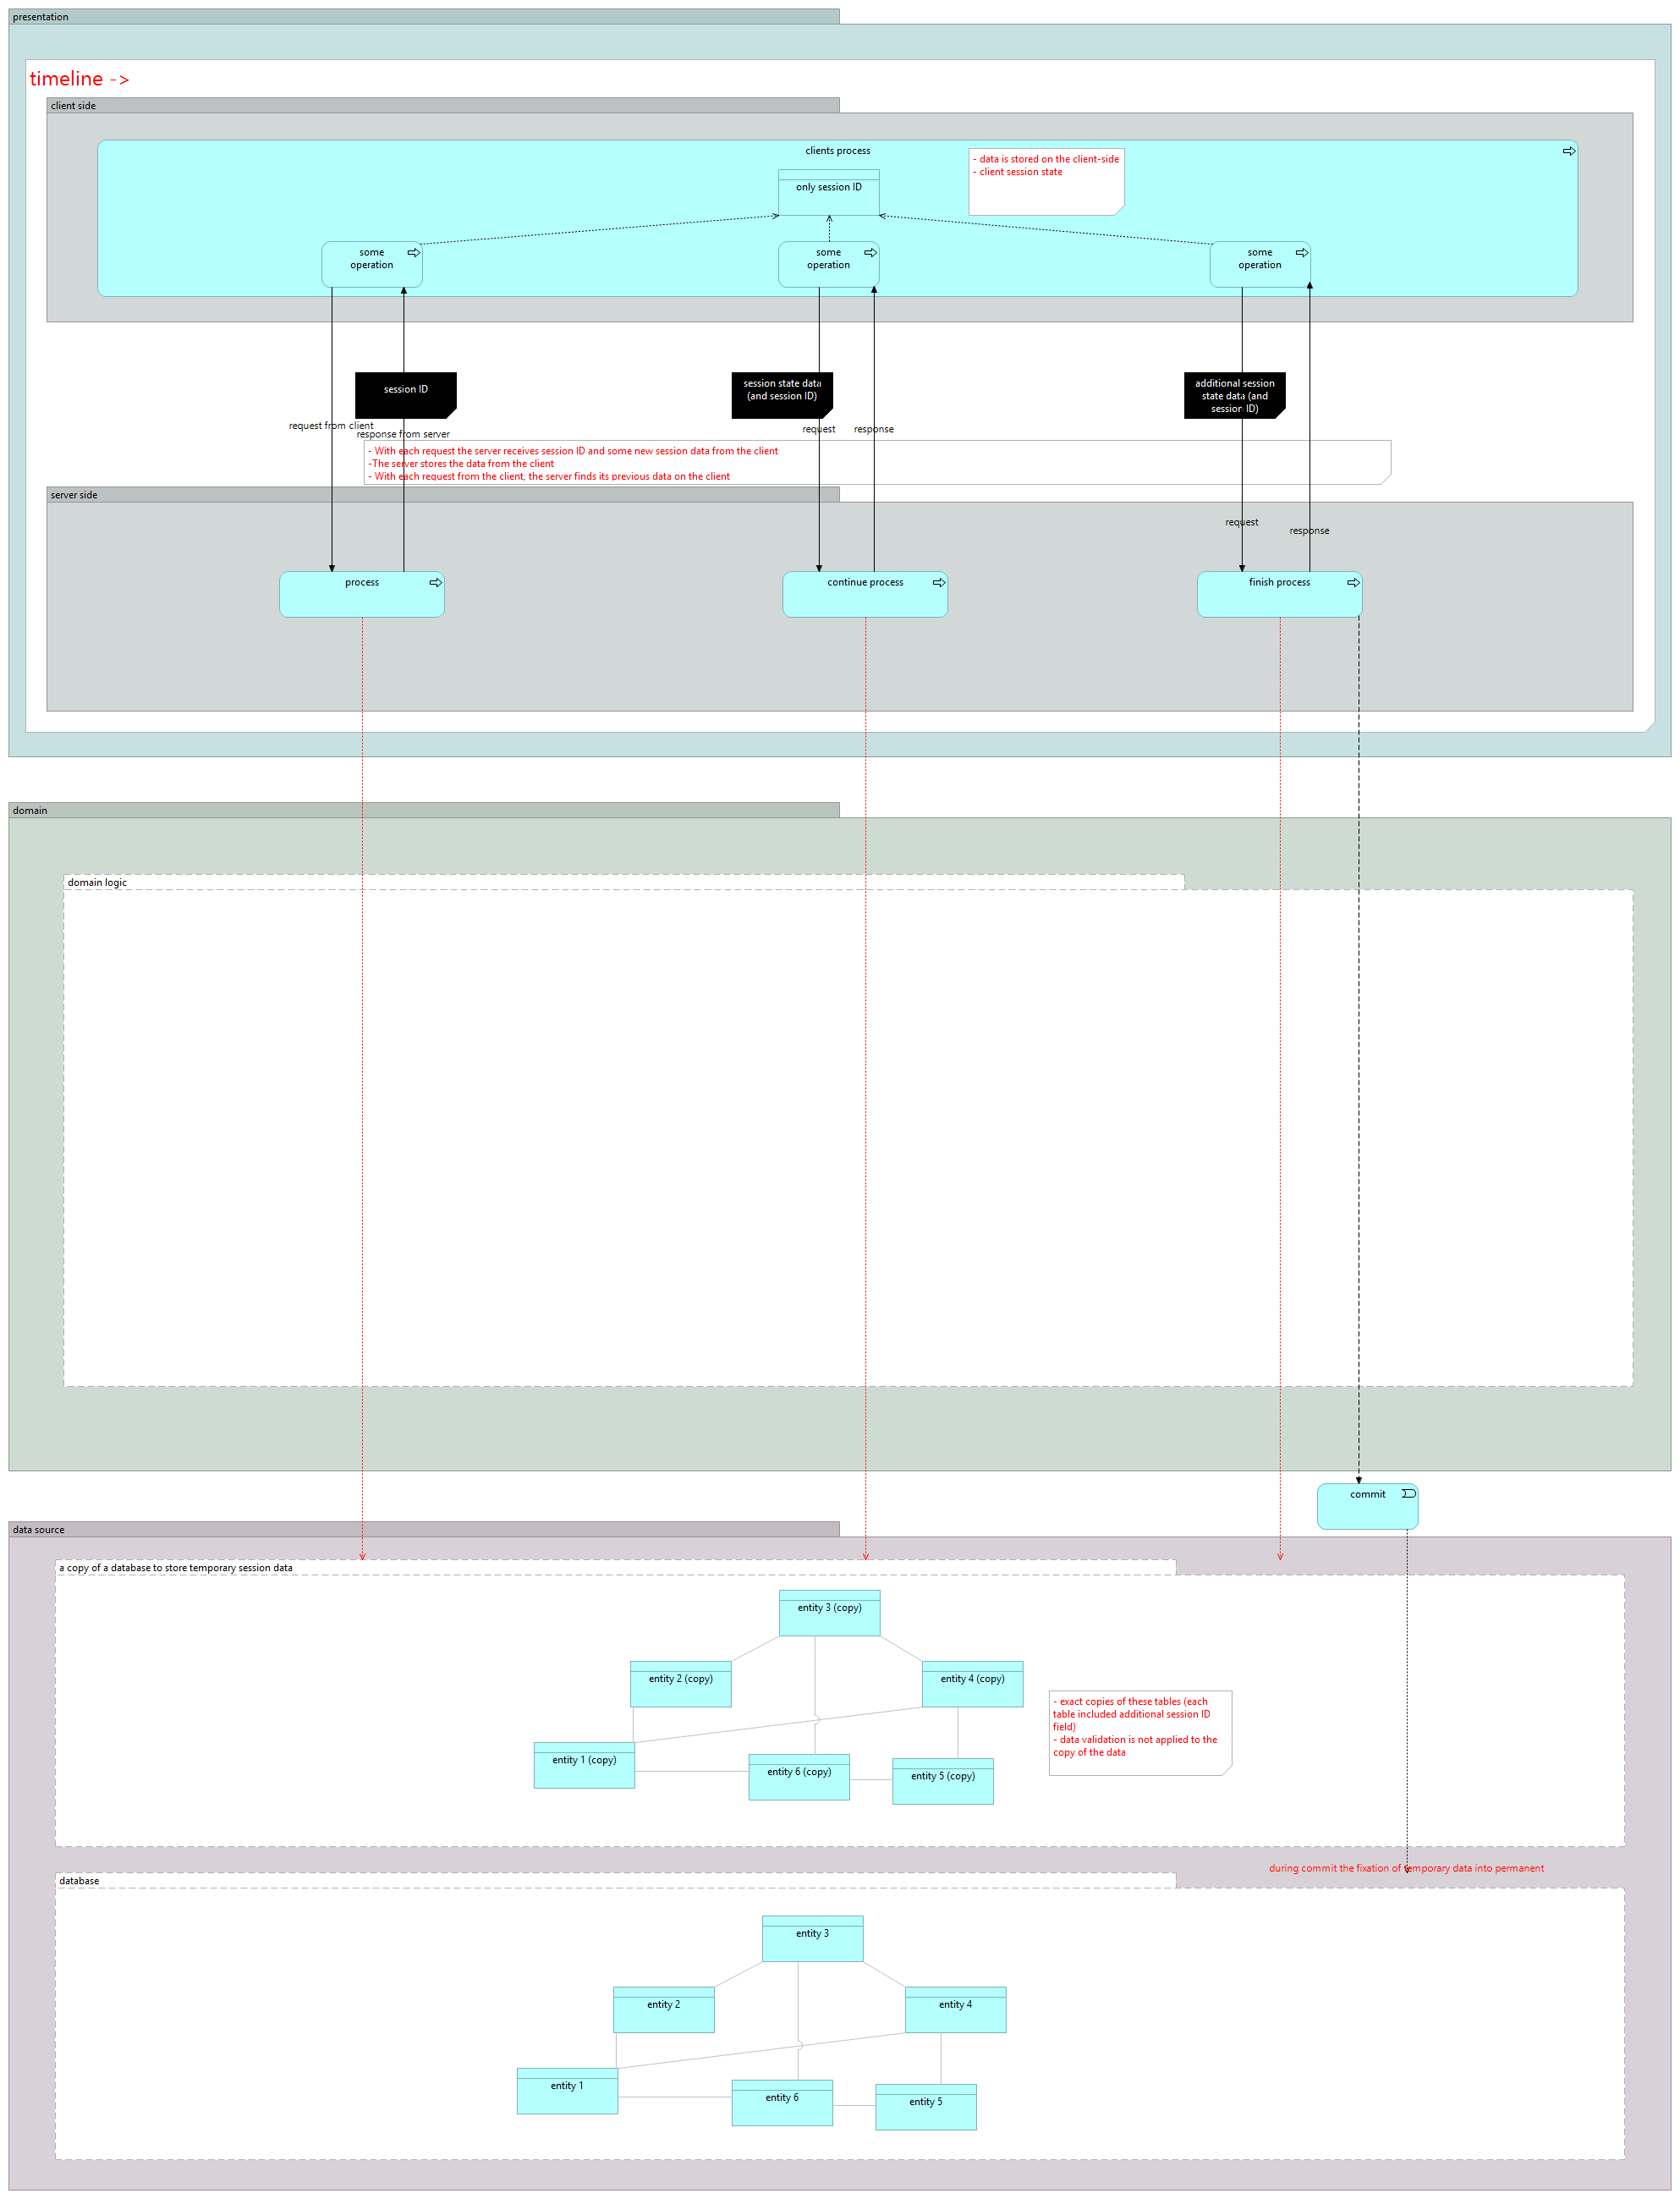 presentation
timeline ->
client side
clients process
- data is stored on the client-side
- client session state
only session ID
some
operation
some
operation
some
operation
session ID
session state data
(and session ID)
additional session
state data (and
session ID)
request from client
response from server
request
response
- With each request the server receives session ID and some new session data from the client
-The server stores the data from the client
- With each request from the client, the server finds its previous data on the client
server side
request
response
process
continue process
finish process
domain
domain logic
commit
data source
a copy of a database to store temporary session data
entity 3 (copy)
entity 2 (copy)
entity 4 (copy)
- exact copies of these tables (each
table included additional session ID
field)
- data validation is not applied to the
copy of the data
entity 1 (copy)
entity 6 (copy)
entity 5 (copy)
during commit the fixation of temporary data into permanent
database
entity 3
entity 2
entity 4
entity 1
entity 6
entity 5